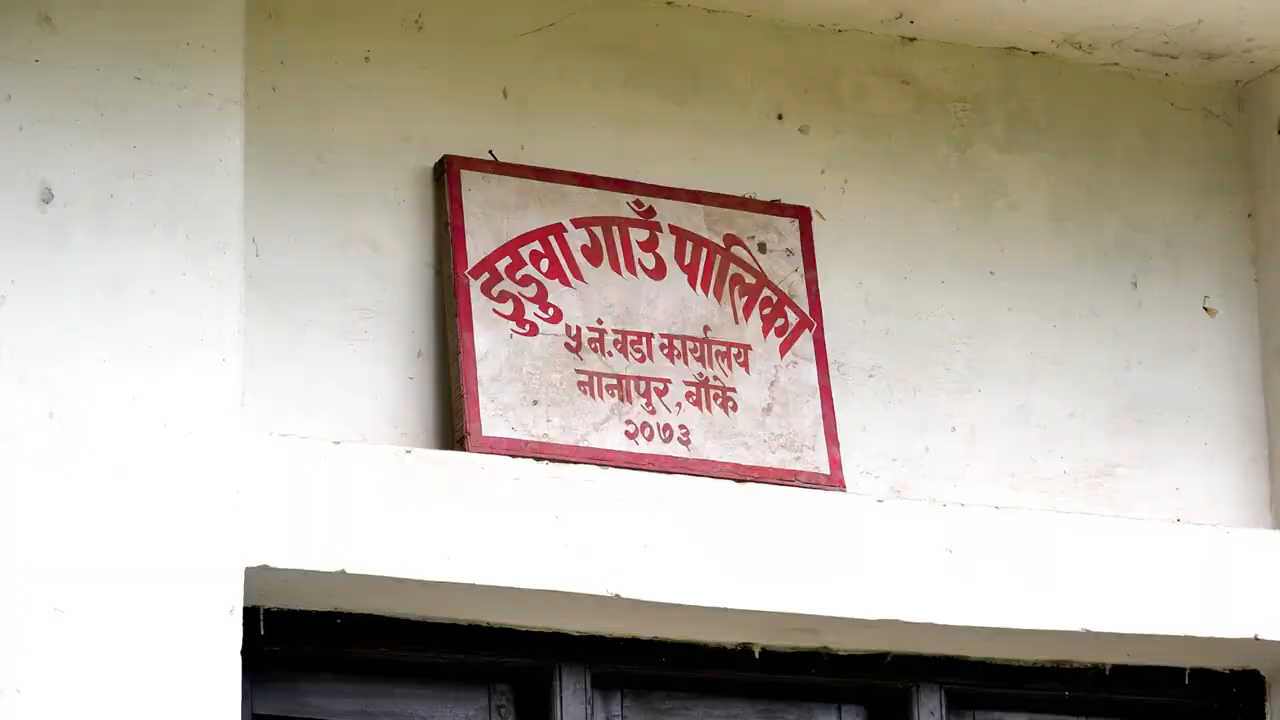 डुडुवा गाउँ पालिका
५ नं. वडा कार्यालय
नानापुर, बाँके
२०७३